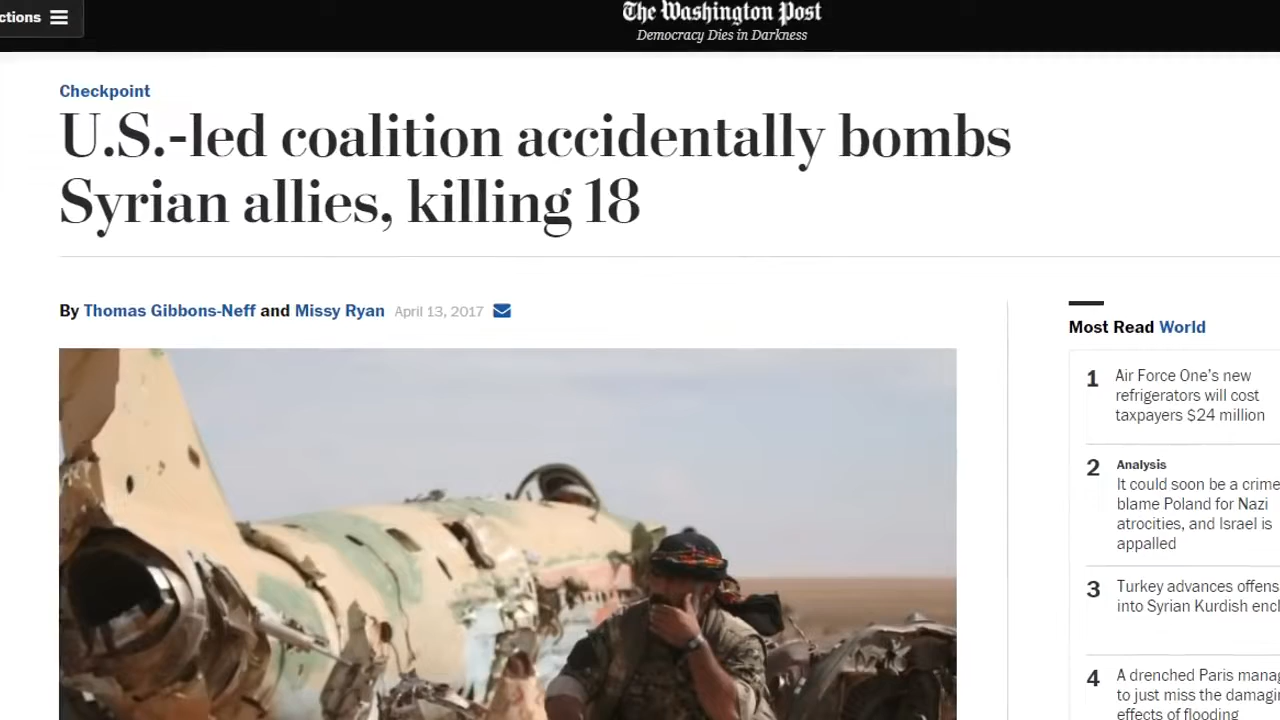 ctions
The Washington Post
Democracy Dies in Darkness
Checkpoint
U.S.-led coalition accidentally bombs
Syrian allies, killing 18
By Thomas Gibbons-Neff and Missy Ryan April 13, 2017
Most Read World
1 Air Force One’s new
refrigerators will cost
taxpayers $24 million
2 Analysis
It could soon be a crime
blame Poland for Nazi
atrocities, and Israel is
appalled
3 Turkey advances offens
into Syrian Kurdish encl
4 A drenched Paris manag
to just miss the damagi
effects of flooding